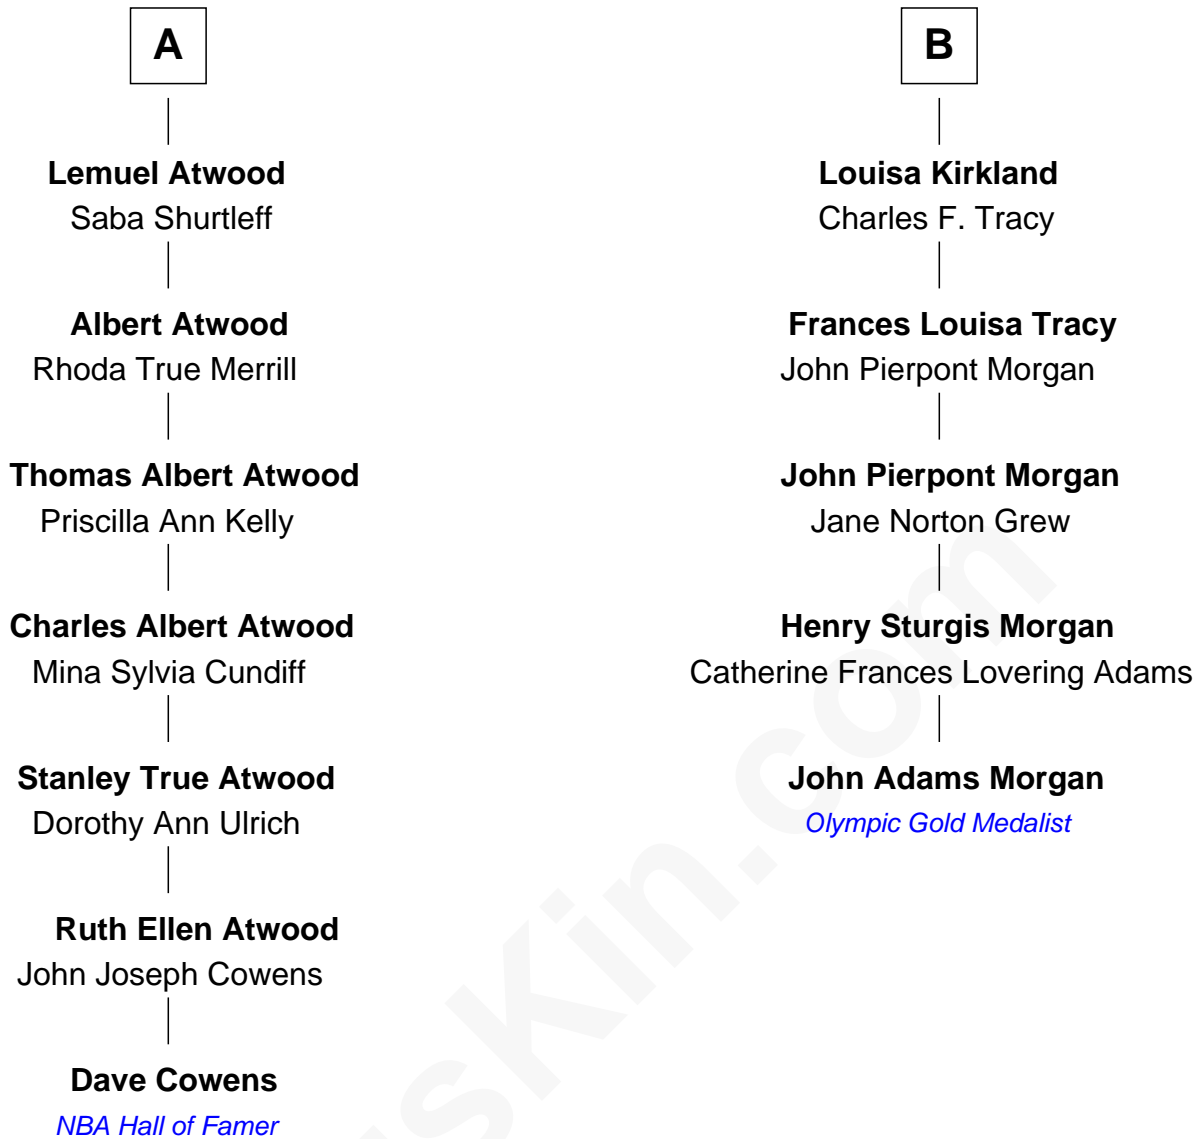 A
Lemuel Atwood
Saba Shurtleff
Albert Atwood
Rhoda True Merrill
Thomas Albert Atwood
Priscilla Ann Kelly
Charles Albert Atwood
Mina Sylvia Cundiff
Stanley True Atwood
Dorothy Ann Ulrich
Ruth Ellen Atwood
John Joseph Cowens
Dave Cowens
NBA Hall of Famer
B
Louisa Kirkland
Charles F. Tracy
Frances Louisa Tracy
John Pierpont Morgan
John Pierpont Morgan
Jane Norton Grew
Henry Sturgis Morgan
Catherine Frances Lovering Adams
John Adams Morgan
Olympic Gold Medalist